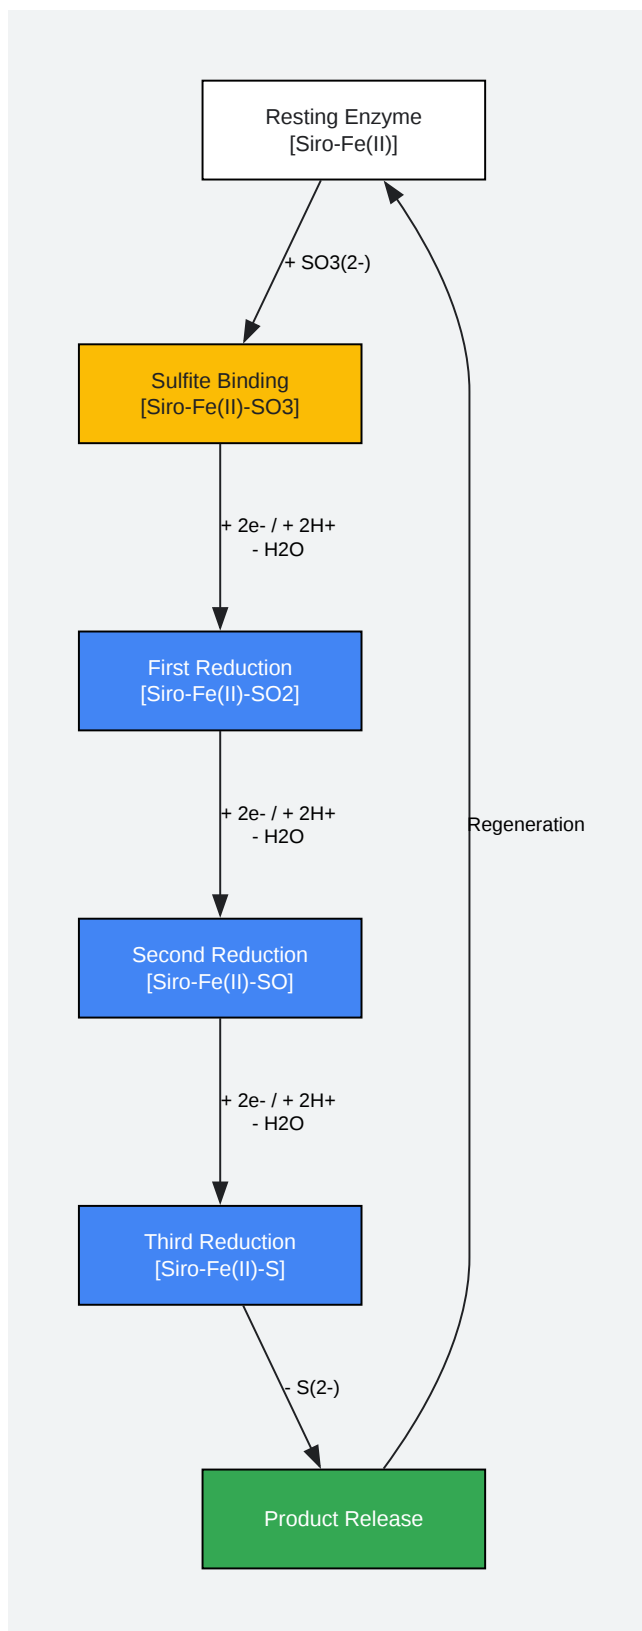 Resting Enzyme
[Siro-Fe(II)]
+ SO3(2-)
Sulfite Binding
[Siro-Fe(II)-SO3]
+ 2e- / + 2H+
- H2O
First Reduction
[Siro-Fe(II)-SO2]
+ 2e- / + 2H+
- H2O
Regeneration
Second Reduction
[Siro-Fe(II)-SO]
+ 2e- / + 2H+
- H2O
Third Reduction
[Siro-Fe(II)-S]
- S(2-)
Product Release